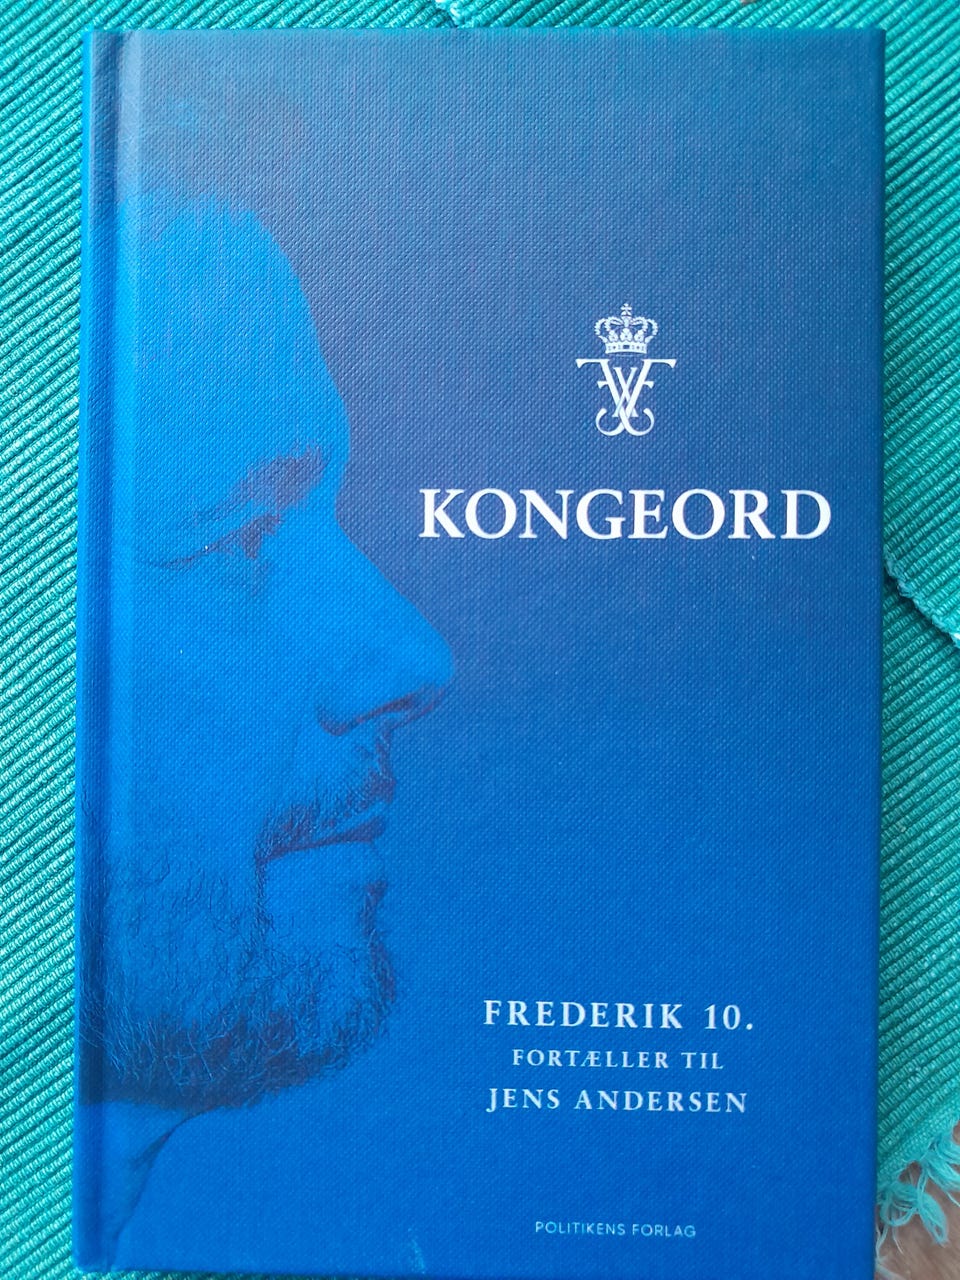 KONGEORD
FREDERIK 10.
FORTÆLLER TIL
JENS ANDERSEN
POLITIKENS FORLAG